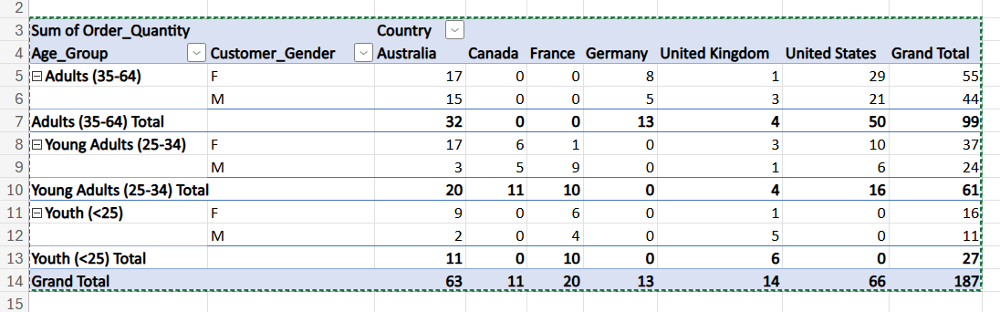 2
3 Sum of Order_Quantity Country
4 Age_Group Customer_Gender Australia Canada France Germany United Kingdom United States Grand Total
5 Adults (35-64) F 17 0 0 8 1 29 55
6 M 15 0 0 5 3 21 44
7 Adults (35-64) Total 32 0 0 13 4 50 99
8 Young Adults (25-34) F 17 6 1 0 3 10 37
9 M 3 5 9 0 1 6 24
10 Young Adults (25-34) Total 20 11 10 0 4 16 61
11 Youth (<25) F 9 0 6 0 1 0 16
12 M 2 0 4 0 5 0 11
13 Youth (<25) Total 11 0 10 0 6 0 27
14 Grand Total 63 11 20 13 14 66 187
15